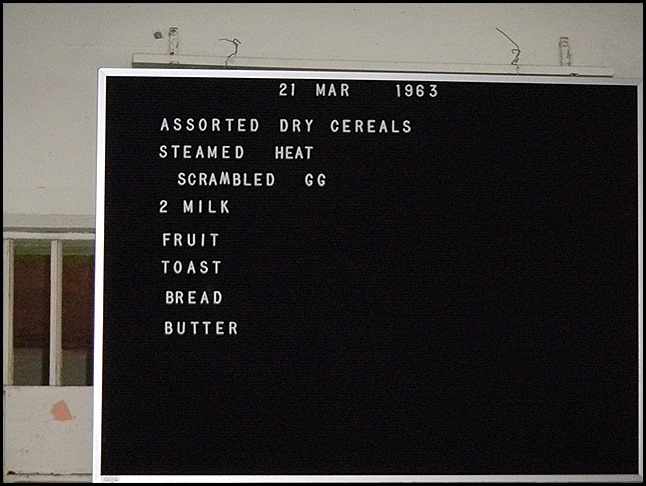 21 MAR 1963
ASSORTED DRY CEREALS
STEAMED HEAT
SCRAMBLED GG
2 MILK
FRUIT
TOAST
BREAD
BUTTER